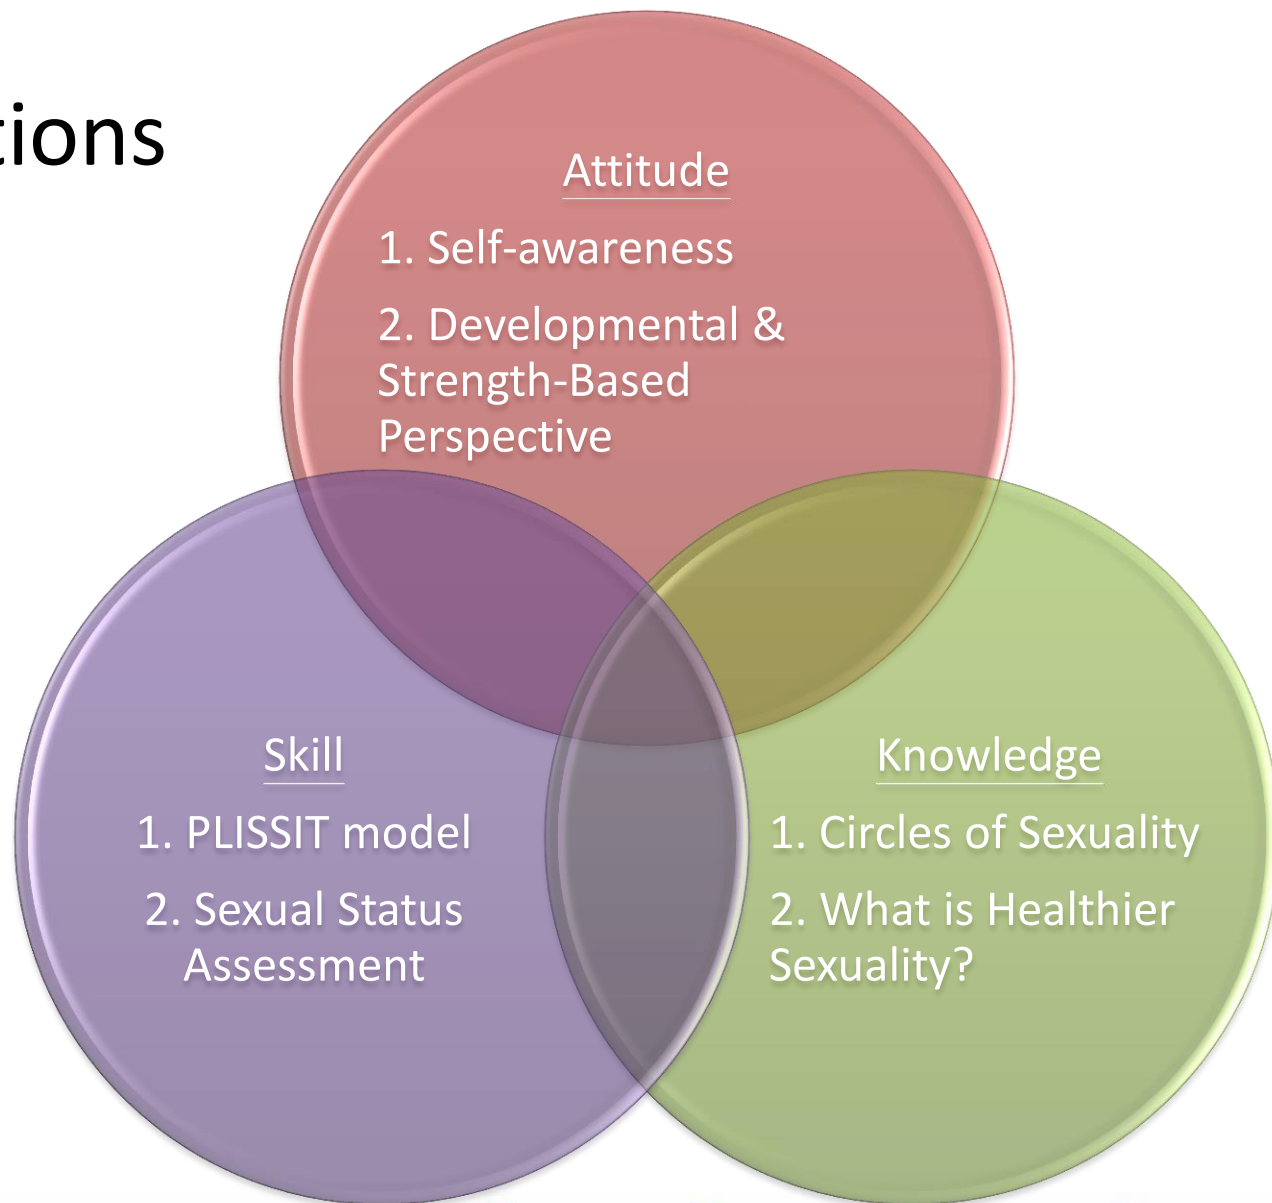 tions
Attitude
1. Self-awareness
2. Developmental &
Strength-Based
Perspective
Skill
1. PLISSIT model
2. Sexual Status
Assessment
Knowledge
1. Circles of Sexuality
2. What is Healthier
Sexuality?